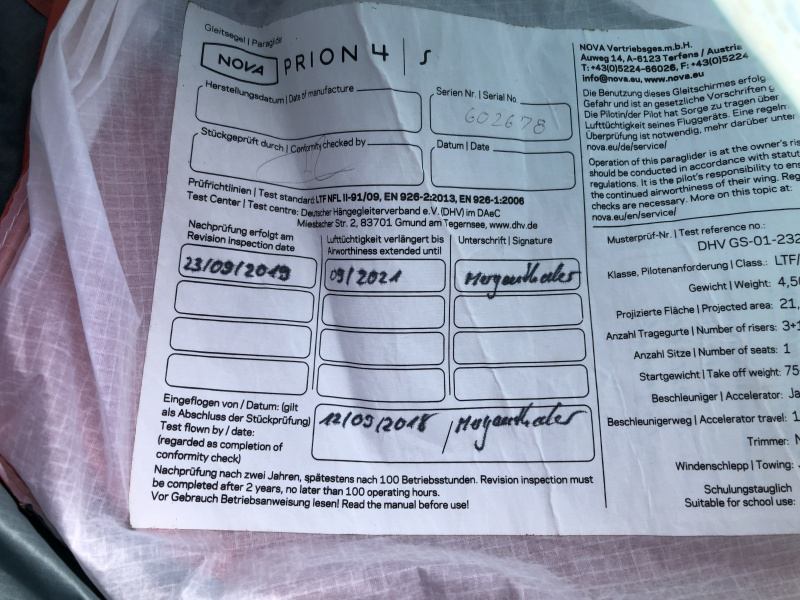 Gleitsegel | Paraglider
NOVA PRION 4 | S
Herstellungsdatum | Date of manufacture
Serien Nr. | Serial No.
602678
Stückgeprüft durch | Conformity checked by
Datum | Date
Prüfrichtlinien | Test standard LTF NFL II-91/09, EN 926-2:2013, EN 926-1:2006
Test Center | Test centre: Deutscher Hängegleiterverband e.V. (DHV) im DAeC
Miesbacher Str. 2, 83701 Gmund am Tegernsee, www.dhv.de
Nachprüfung erfolgt am
Revision inspection date
Lufttüchtigkeit verlängert bis
Airworthiness extended until
Unterschrift | Signature
23/09/2019
09/2021
Morganthaler
Eingeflogen von / Datum: (gilt
als Abschluss der Stückprüfung)
Test flown by / date:
(regarded as completion of
conformity check)
12/09/2018 / Morganthaler
Nachprüfung nach zwei Jahren, spätestens nach 100 Betriebsstunden. Revision inspection must
be completed after 2 years, no later than 100 operating hours.
Vor Gebrauch Betriebsanweisung lesen! Read the manual before use!
NOVA Vertriebsges.m.b.H.
Auweg 14, A-6123 Terfens / Austria
T: +43(0)5224-66026, F: +43(0)5224
info@nova.eu, www.nova.eu
Die Benutzung dieses Gleitschirmes erfolg
Gefahr und ist an gesetzliche Vorschriften
Die Pilotin/der Pilot hat Sorge zu tragen über
Lufttüchtigkeit seines Fluggeräts. Eine regeln
Überprüfung ist notwendig, mehr darüber unter
nova.eu/de/service/
Operation of this paraglider is at the owner's ris
should be conducted in accordance with statut
regulations. It is the pilot's responsibility to ens
the continued airworthiness of their wing. Reg
checks are necessary. More on this topic at:
nova.eu/en/service/
Musterprüf-Nr. | Test reference no.:
DHV GS-01-232
Klasse, Pilotenanforderung | Class.: LTF/
Gewicht | Weight: 4,5
Projizierte Fläche | Projected area: 21,
Anzahl Tragegurte | Number of risers: 3+1
Anzahl Sitze | Number of seats: 1
Startgewicht | Take off weight: 75
Beschleuniger | Accelerator: Ja
Beschleunigerweg | Accelerator travel: 1
Trimmer: N
Windenschlepp | Towing:
Schulungstauglich
Suitable for school use: